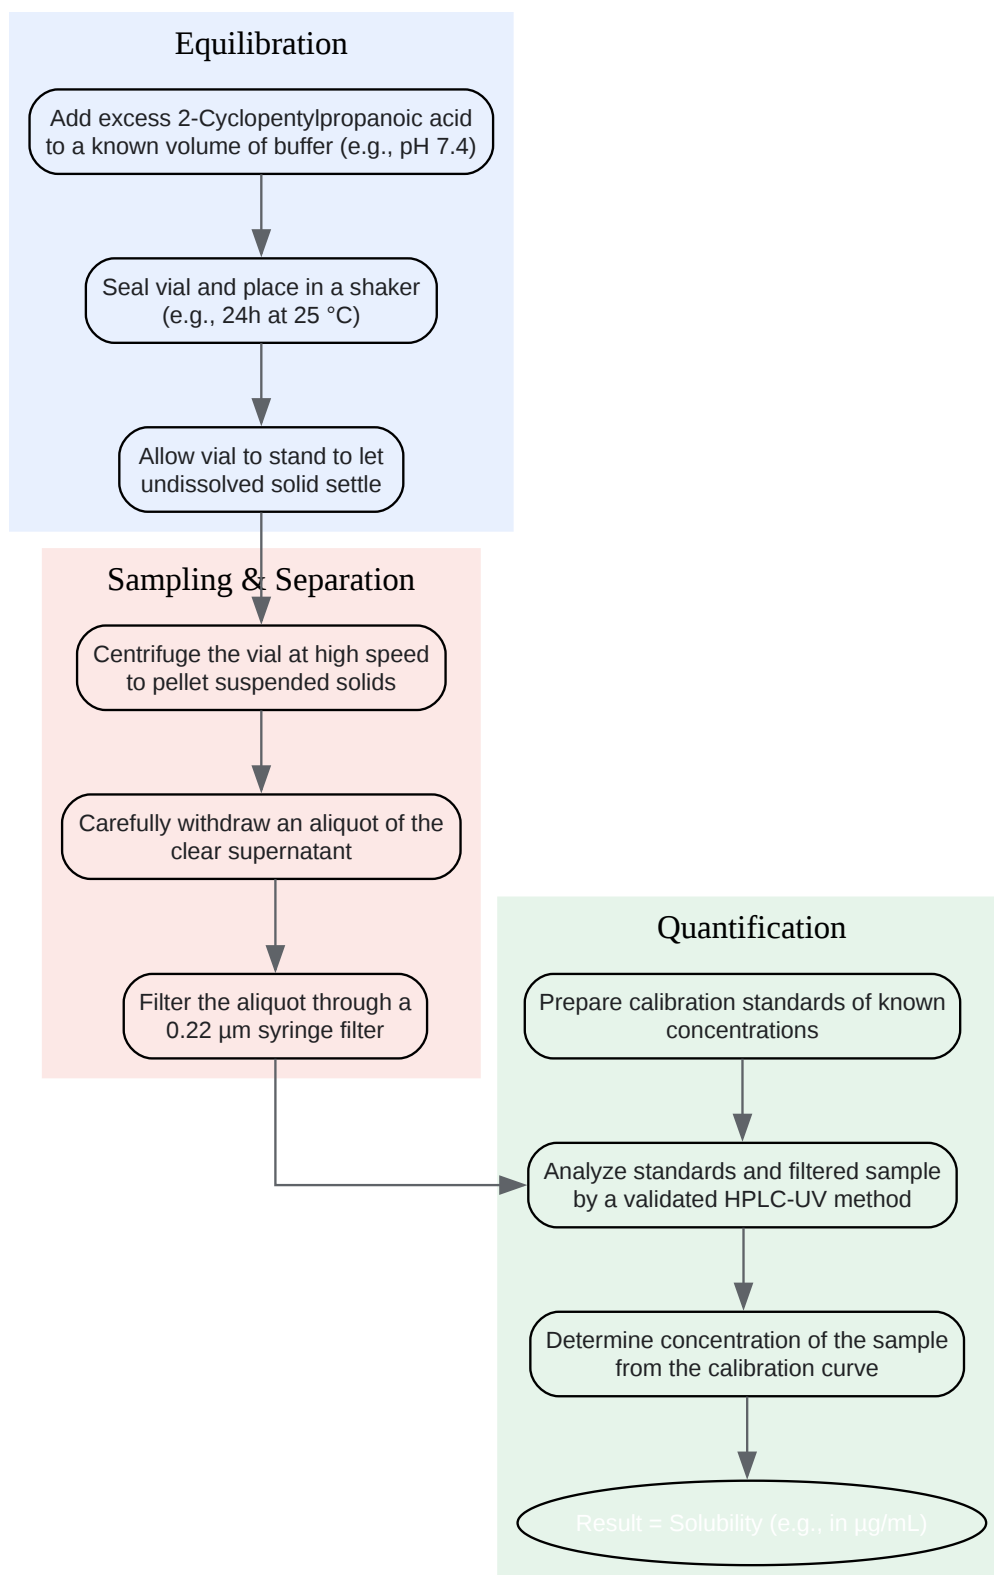 Equilibration
Add excess 2-Cyclopentylpropanoic acid
to a known volume of buffer (e.g., pH 7.4)
Seal vial and place in a shaker
(e.g., 24h at 25 °C)
Allow vial to stand to let
undissolved solid settle
Sampling & Separation
Centrifuge the vial at high speed
to pellet suspended solids
Carefully withdraw an aliquot of the
clear supernatant
Filter the aliquot through a
0.22 µm syringe filter
Quantification
Prepare calibration standards of known
concentrations
Analyze standards and filtered sample
by a validated HPLC-UV method
Determine concentration of the sample
from the calibration curve
Result = Solubility (e.g., in µg/mL)